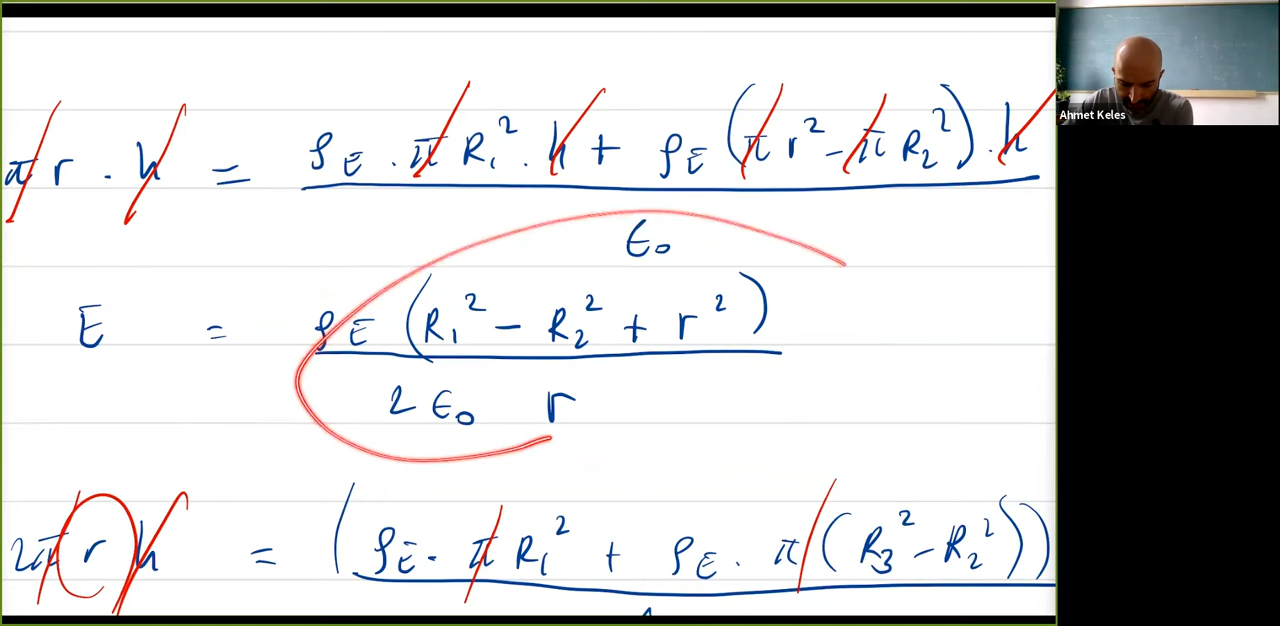 πr · h = ρE · πR₁² · h + ρE (πr² - πR₂²) · h
ϵ₀
E = ρE (R₁² - R₂² + r²)
2 ϵ₀ r
2πr h = (ρE · πR₁² + ρE · π(R₃² - R₂²))
Ahmet Keles